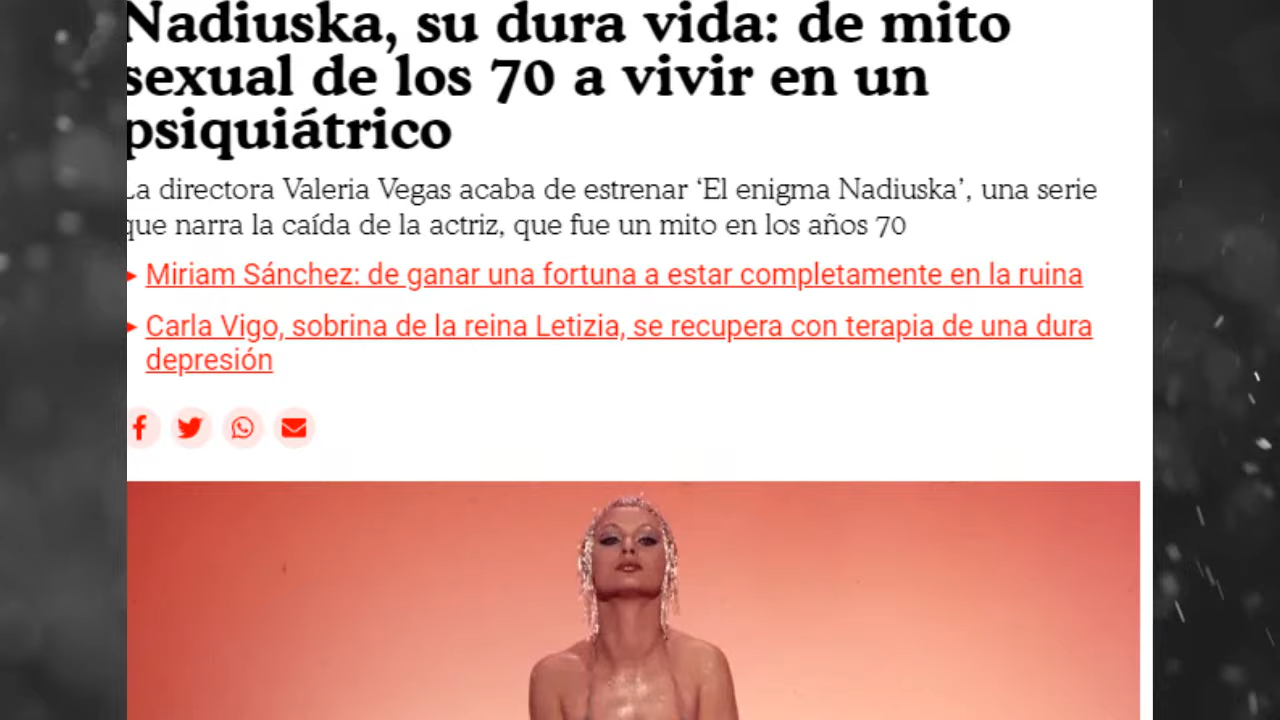 Nadiuska, su dura vida: de mito
sexual de los 70 a vivir en un
psiquiátrico
La directora Valeria Vegas acaba de estrenar ‘El enigma Nadiuska’, una serie
que narra la caída de la actriz, que fue un mito en los años 70
Miriam Sánchez: de ganar una fortuna a estar completamente en la ruina
Carla Vigo, sobrina de la reina Letizia, se recupera con terapia de una dura
depresión